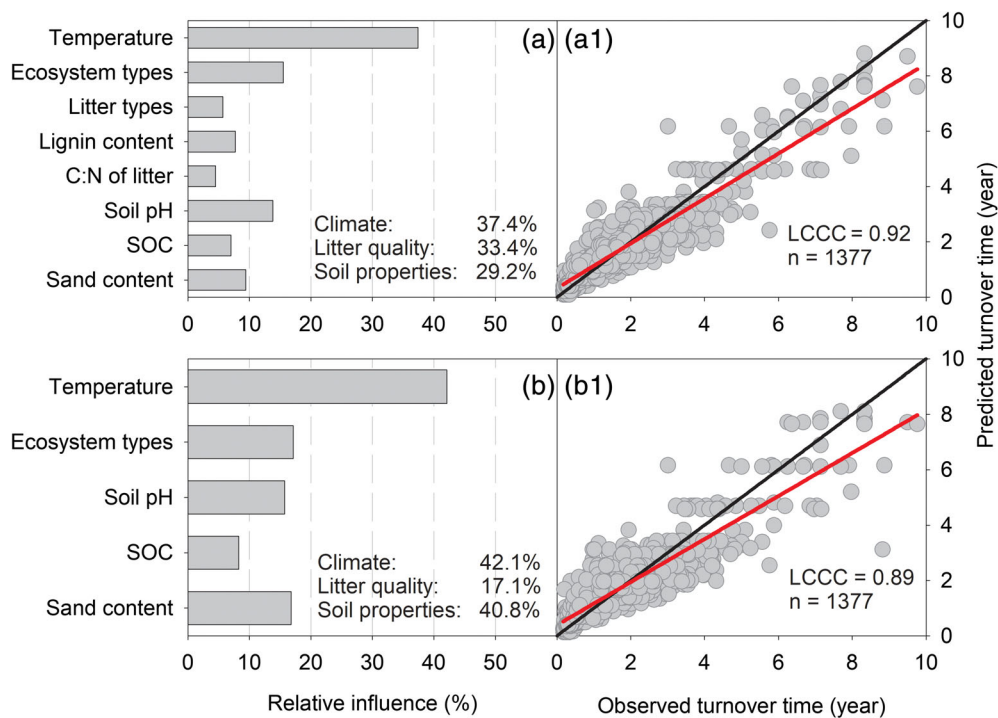 Temperature
Ecosystem types
Litter types
Lignin content
C:N of litter
Soil pH
SOC
Sand content
(a)
Climate: 37.4%
Litter quality: 33.4%
Soil properties: 29.2%
0 10 20 30 40 50
(a1)
10
8
6
4
2
0
LCCC = 0.92
n = 1377
0 2 4 6 8 10
Temperature
Ecosystem types
Soil pH
SOC
Sand content
(b)
Climate: 42.1%
Litter quality: 17.1%
Soil properties: 40.8%
0 10 20 30 40 50
Relative influence (%)
(b1)
10
8
6
4
2
0
LCCC = 0.89
n = 1377
0 2 4 6 8 10
Observed turnover time (year)
Predicted turnover time (year)